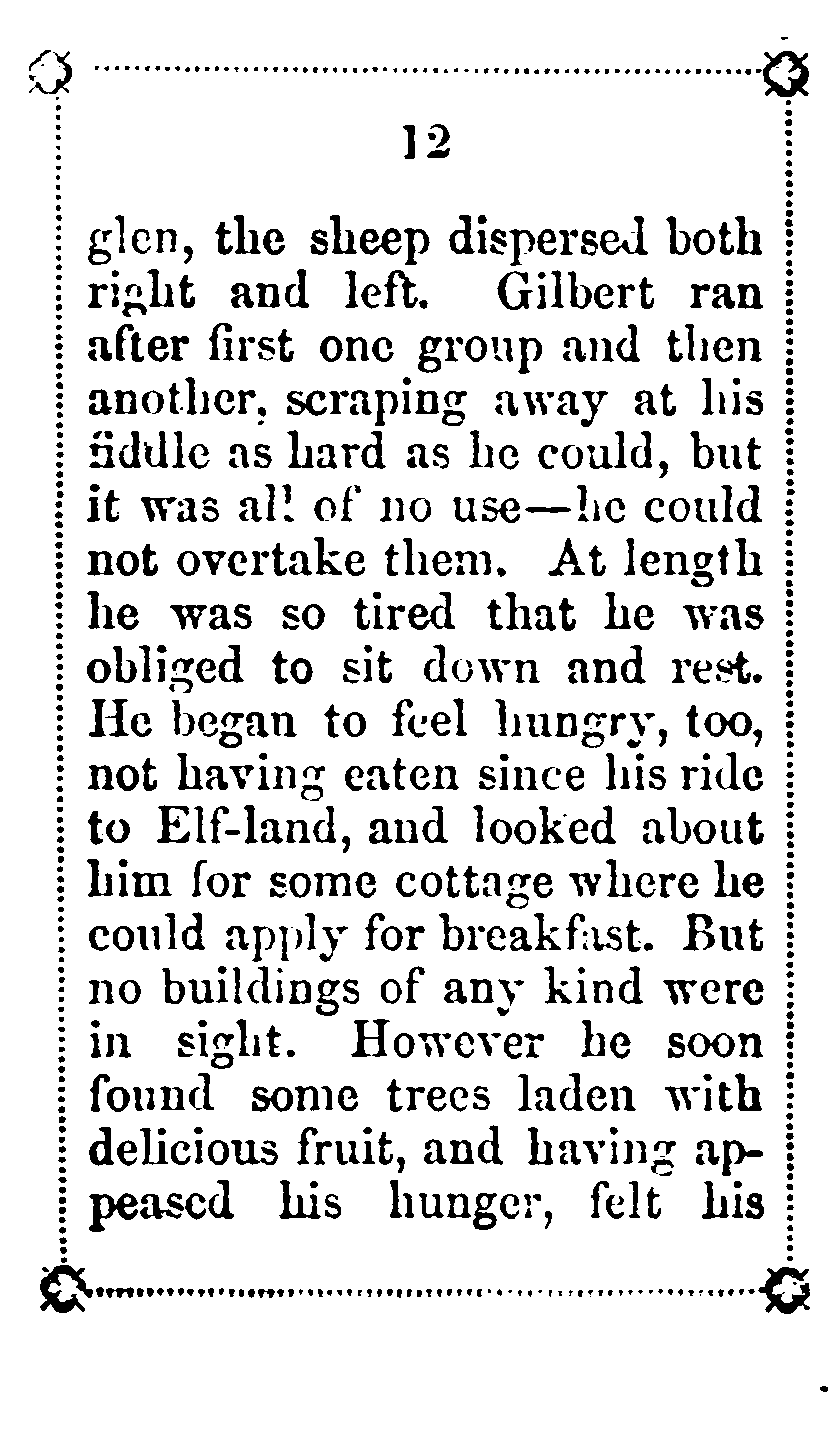 12
glen, the sheep dispersed both
right and left. Gilbert ran
after first one group and then
another, scraping away at his
fiddle as hard as he could, but
it was all of no use—he could
not overtake them. At length
he was so tired that he was
obliged to sit down and rest.
He began to feel hungry, too,
not having eaten since his ride
to Elf-land, and looked about
him for some cottage where he
could apply for breakfast. But
no buildings of any kind were
in sight. However he soon
found some trees laden with
delicious fruit, and having ap-
peased his hunger, felt his